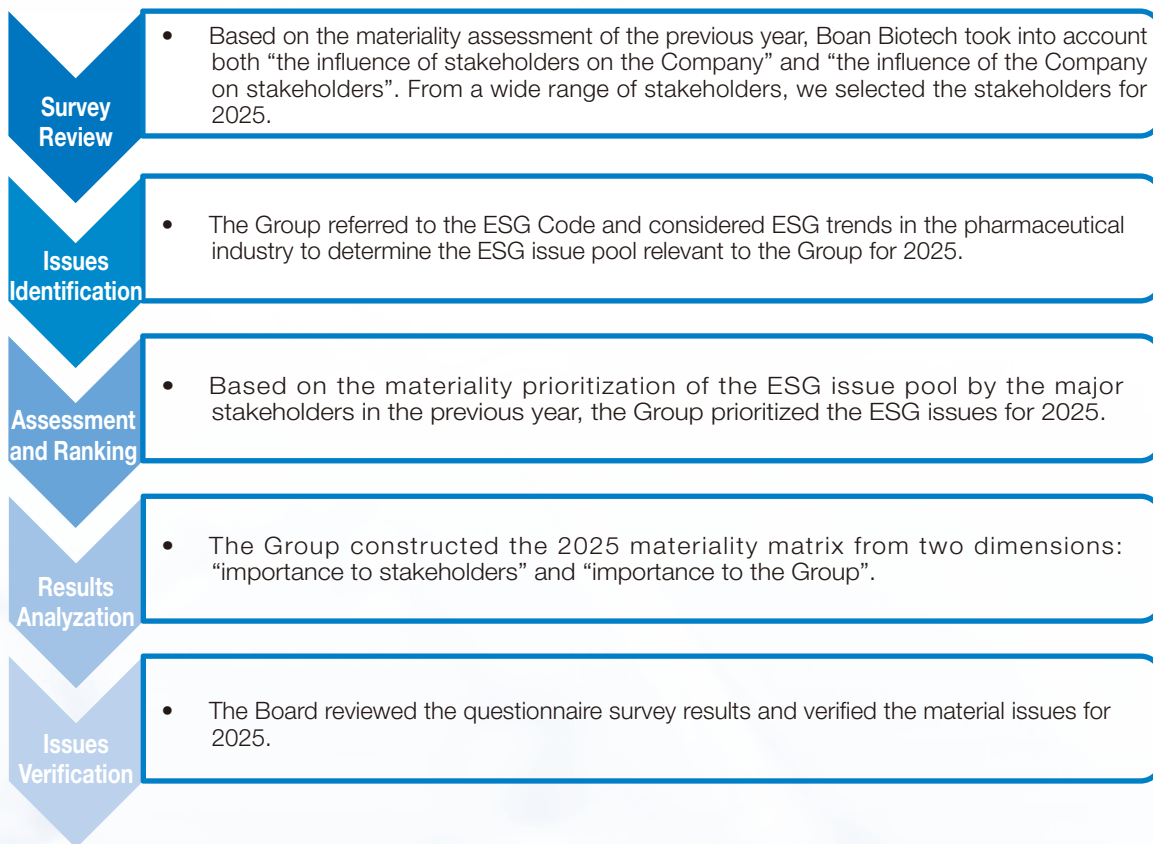 Survey
Review
• Based on the materiality assessment of the previous year, Boan Biotech took into account
both “the influence of stakeholders on the Company” and “the influence of the Company
on stakeholders”. From a wide range of stakeholders, we selected the stakeholders for
2025.
Issues
Identification
• The Group referred to the ESG Code and considered ESG trends in the pharmaceutical
industry to determine the ESG issue pool relevant to the Group for 2025.
Assessment
and Ranking
• Based on the materiality prioritization of the ESG issue pool by the major
stakeholders in the previous year, the Group prioritized the ESG issues for 2025.
Results
Analyzation
• The Group constructed the 2025 materiality matrix from two dimensions:
“importance to stakeholders” and “importance to the Group”.
Issues
Verification
• The Board reviewed the questionnaire survey results and verified the material issues for
2025.